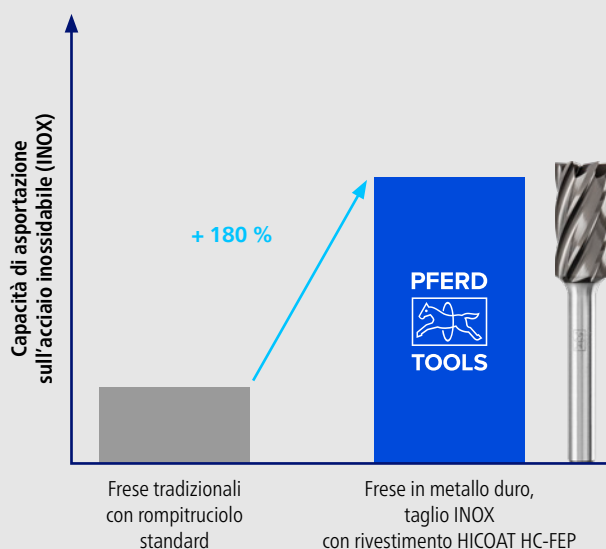 Capacità di asportazione
sull'acciaio inossidabile (INOX)
+ 180 %
PFERD
TOOLS
Frese tradizionali
con rompitruciolo
standard
Frese in metallo duro,
taglio INOX
con rivestimento HICOAT HC-FEP